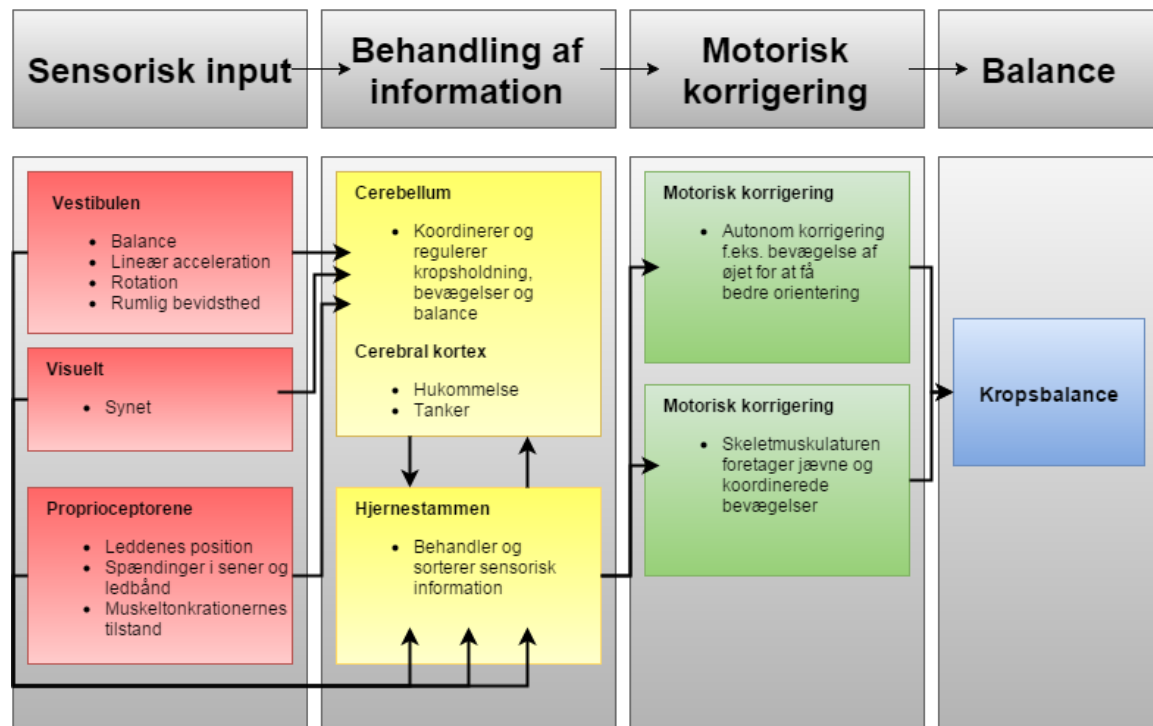 Sensorisk input
Behandling af
information
Motorisk
korrigering
Balance
Vestibulen
Balance
Lineær acceleration
Rotation
Rumlig bevidsthed
Visuelt
Synet
Proprioceptorene
Leddenes position
Spændinger i sener og
ledbånd
Muskeltonkrationernes
tilstand
Cerebellum
Koordinerer og
regulerer
kropsholdning,
bevægelser og
balance
Cerebral kortex
Hukommelse
Tanker
Hjernestammen
Behandler og
sorterer sensorisk
information
Motorisk korrigering
Autonom korrigering
f.eks. bevægelse af
øjet for at få
bedre orientering
Motorisk korrigering
Skeletmuskulaturen
foretager jævne og
koordinerede
bevægelser
Kropsbalance